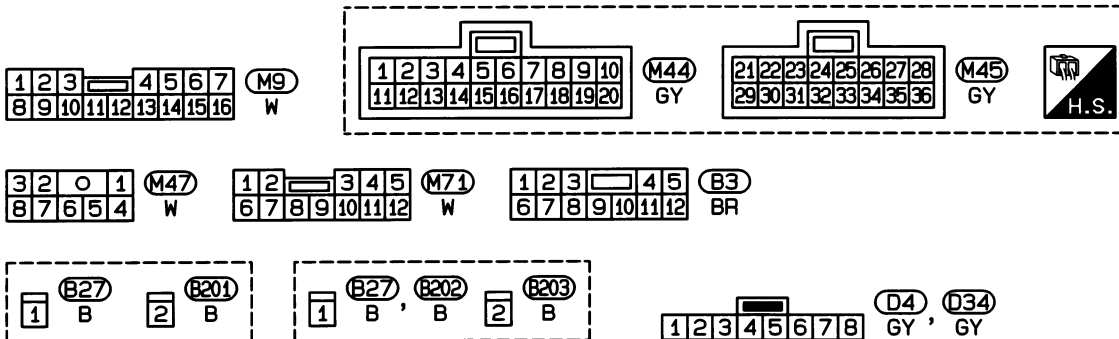 1 2 3 4 5 6 7 M9
8 9 10 11 12 13 14 15 16 W
1 2 3 4 5 6 7 8 9 10 M44
11 12 13 14 15 16 17 18 19 20 GY
21 22 23 24 25 26 27 28 M45
29 30 31 32 33 34 35 36 GY
H.S.
3 2 1 M47
8 7 6 5 4 W
1 2 3 4 5 M71
6 7 8 9 10 11 12 W
1 2 3 4 5 B3
6 7 8 9 10 11 12 BR
1 B27 B
2 B201 B
1 B27 B , B202 B
2 B203 B
1 2 3 4 5 6 7 8 D4 GY , D34 GY